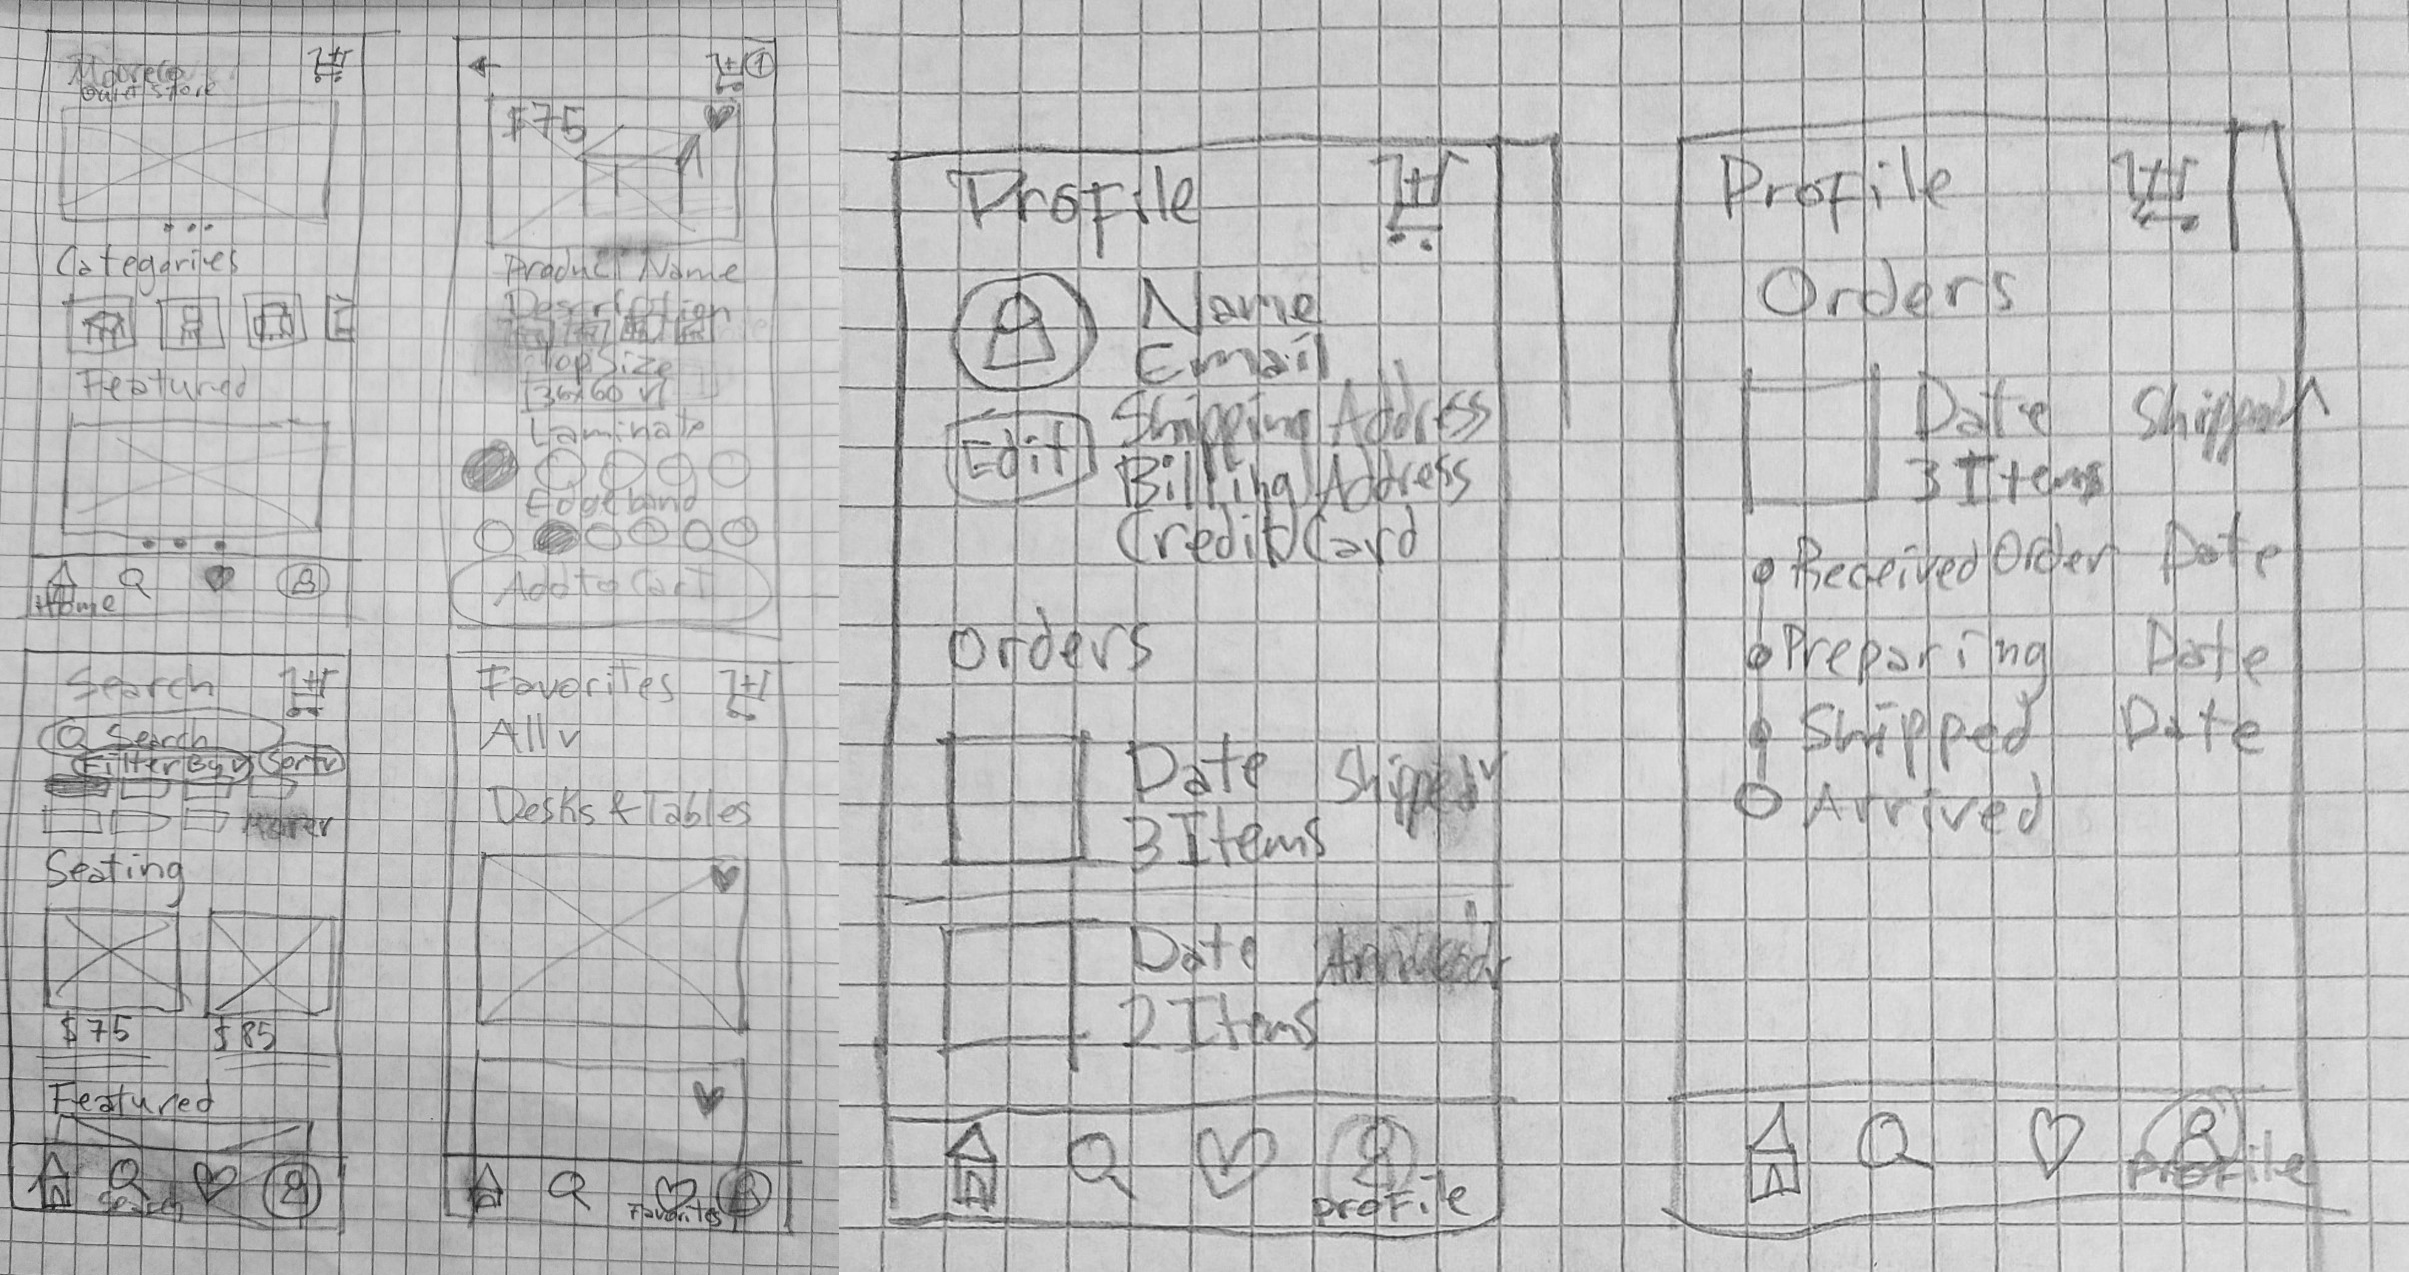 Moureco
Outlet Store
Categories
Featured
Home
1
$75
Product Name
Description
Top Size
36x60 v
Laminate
Edgeband
Add to Cart
Search
Search
Filter By v Sort v
Seating
$75 $85
Featured
Search
Favorites
All v
Desks & Tables
Favorites
Profile
Name
Email
Edit
Shipping Address
Billing Address
Credit Card
Orders
Date Shipped v
3 Items
Date
2 Items
Profile
Profile
Orders
Date Shipped ^
3 Items
Received Order Date
Preparing Date
Shipped Date
Arrived
Profile